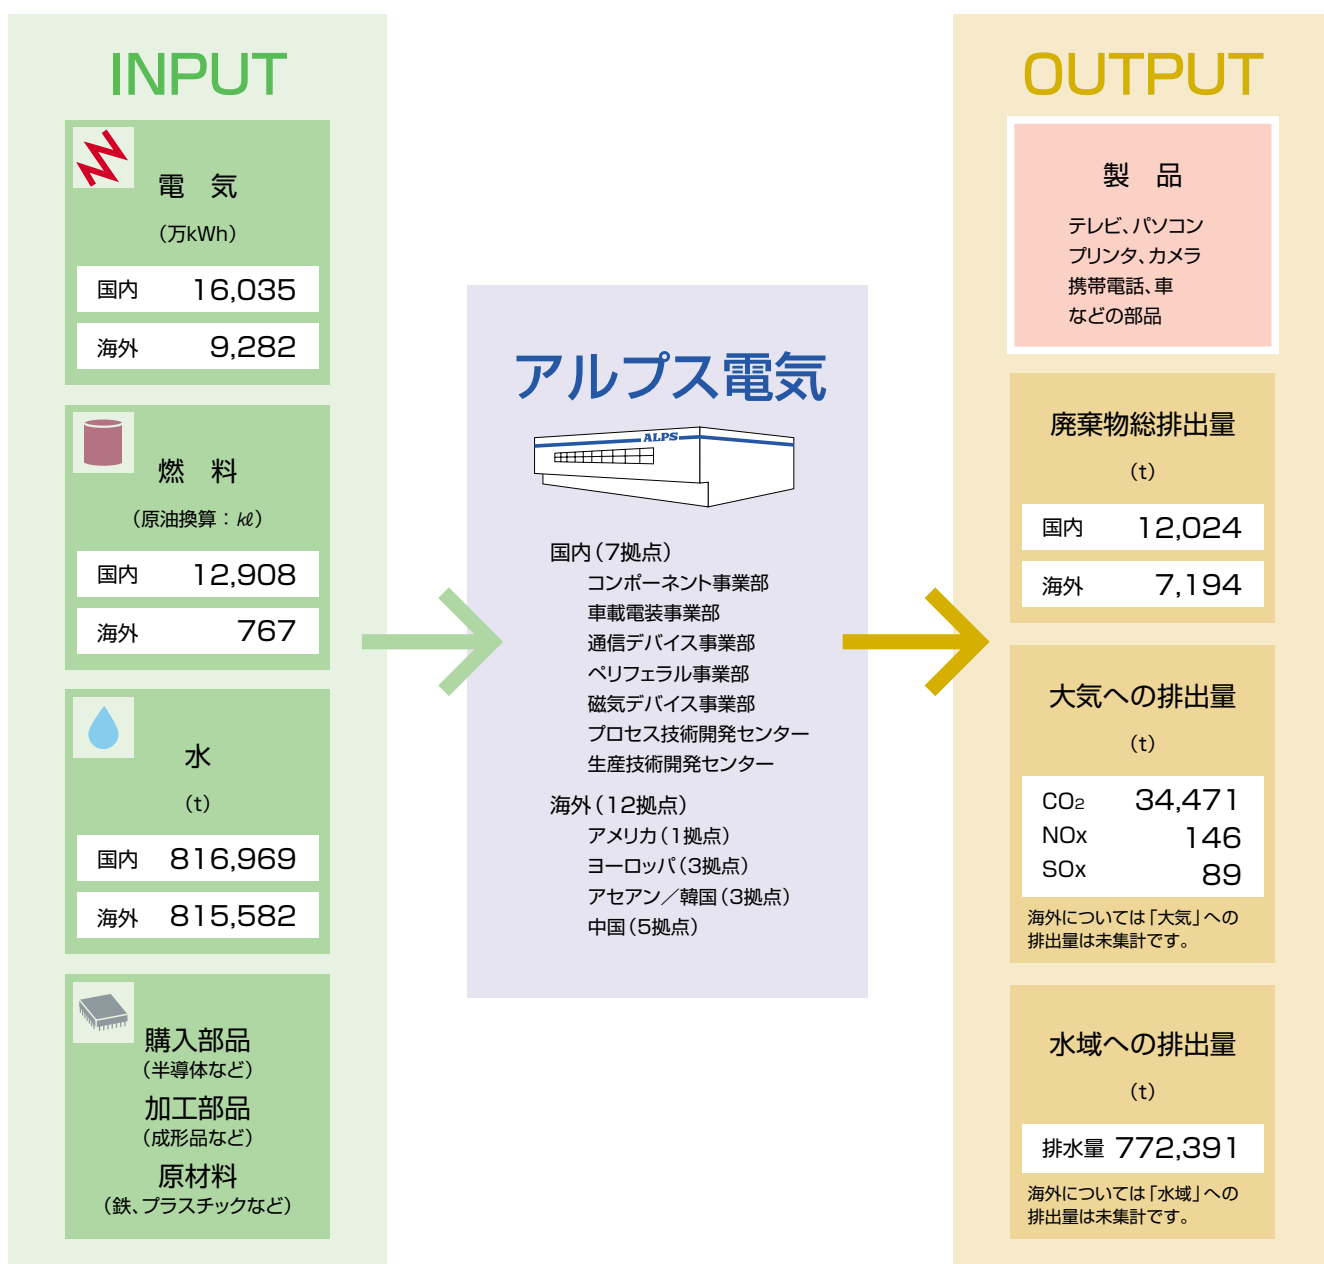 INPUT
電 気
（万kWh）
国内 16,035
海外 9,282
燃 料
（原油換算：kℓ）
国内 12,908
海外 767
水
（t）
国内 816,969
海外 815,582
購入部品
（半導体など）
加工部品
（成形品など）
原材料
（鉄、プラスチックなど）
アルプス電気
ALPS
国内（7拠点）
コンポーネント事業部
車載電装事業部
通信デバイス事業部
ペリフェラル事業部
磁気デバイス事業部
プロセス技術開発センター
生産技術開発センター
海外（12拠点）
アメリカ（1拠点）
ヨーロッパ（3拠点）
アセアン／韓国（3拠点）
中国（5拠点）
OUTPUT
製 品
テレビ、パソコン
プリンタ、カメラ
携帯電話、車
などの部品
廃棄物総排出量
（t）
国内 12,024
海外 7,194
大気への排出量
（t）
CO₂ 34,471
NOx 146
SOx 89
海外については「大気」への
排出量は未集計です。
水域への排出量
（t）
排水量 772,391
海外については「水域」への
排出量は未集計です。